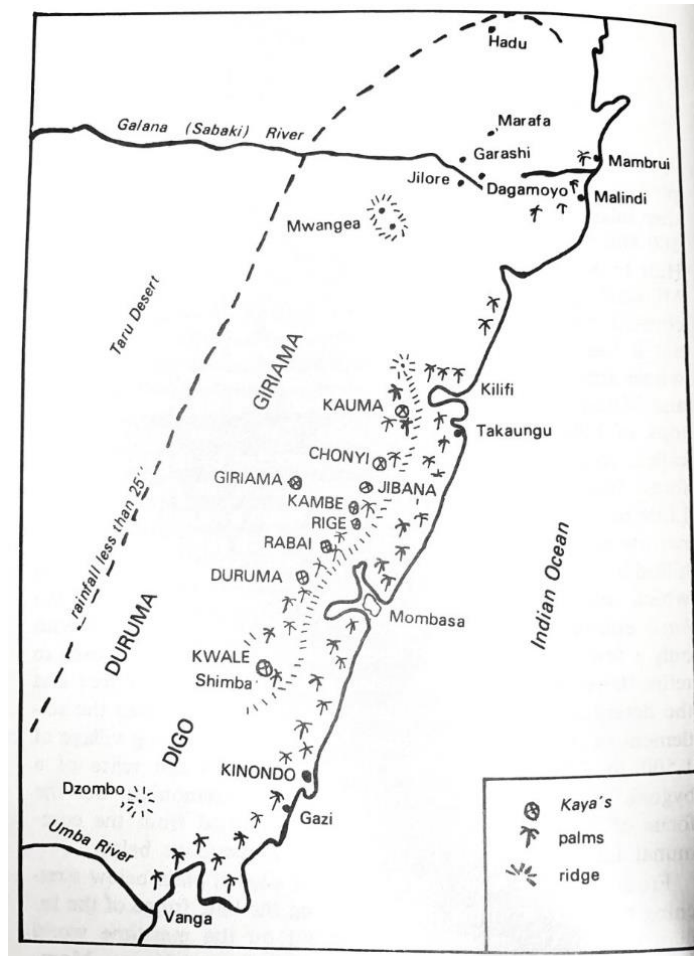 Hadu
Galana (Sabaki) River
Marafa
Garashi
Mambrui
Jilore
Dagamoyo
Malindi
Mwangea
Taru Desert
GIRIAMA
Kilifi
KAUMA
Takaungu
CHONYI
GIRIAMA
JIBANA
KAMBE
RIGE
RABAI
rainfall less than 25"
DURUMA
Indian Ocean
Mombasa
DURUMA
KWALE
Shimba
DIGO
KINONDO
Dzombo
Gazi
Umba River
Vanga
Kaya's
palms
ridge